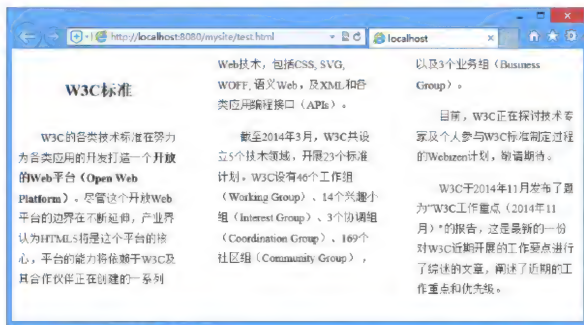 http://localhost:8080/mysite/test.html
localhost
W3C标准
W3C的各类技术标准在努力
为各类应用的开发打造一个开放
的Web平台（Open Web
Platform）。尽管这个开放Web
平台的边界在不断延伸，产业界
认为HTML5将是这个平台的核
心，平台的能力将依赖于W3C及
其合作伙伴正在创建的一系列
Web技术，包括CSS, SVG,
WOFF, 语义Web，及XML和各
类应用编程接口（APIs）。
截至2014年3月，W3C共设
立5个技术领域，开展23个标准
计划。W3C设有46个工作组
（Working Group）、14个兴趣小
组（Interest Group）、3个协调组
（Coordination Group）、169个
社区组（Community Group），
以及3个业务组（Business
Group）。
目前，W3C正在探讨技术专
家及个人参与W3C标准制定过程
的Webizen计划，敬请期待。
W3C于2014年11月发布了题
为"W3C工作重点（2014年11
月）"的报告，这是最新的一份
对W3C近期开展的工作要点进行
了综述的文章，阐述了近期的工
作重点和优先级。